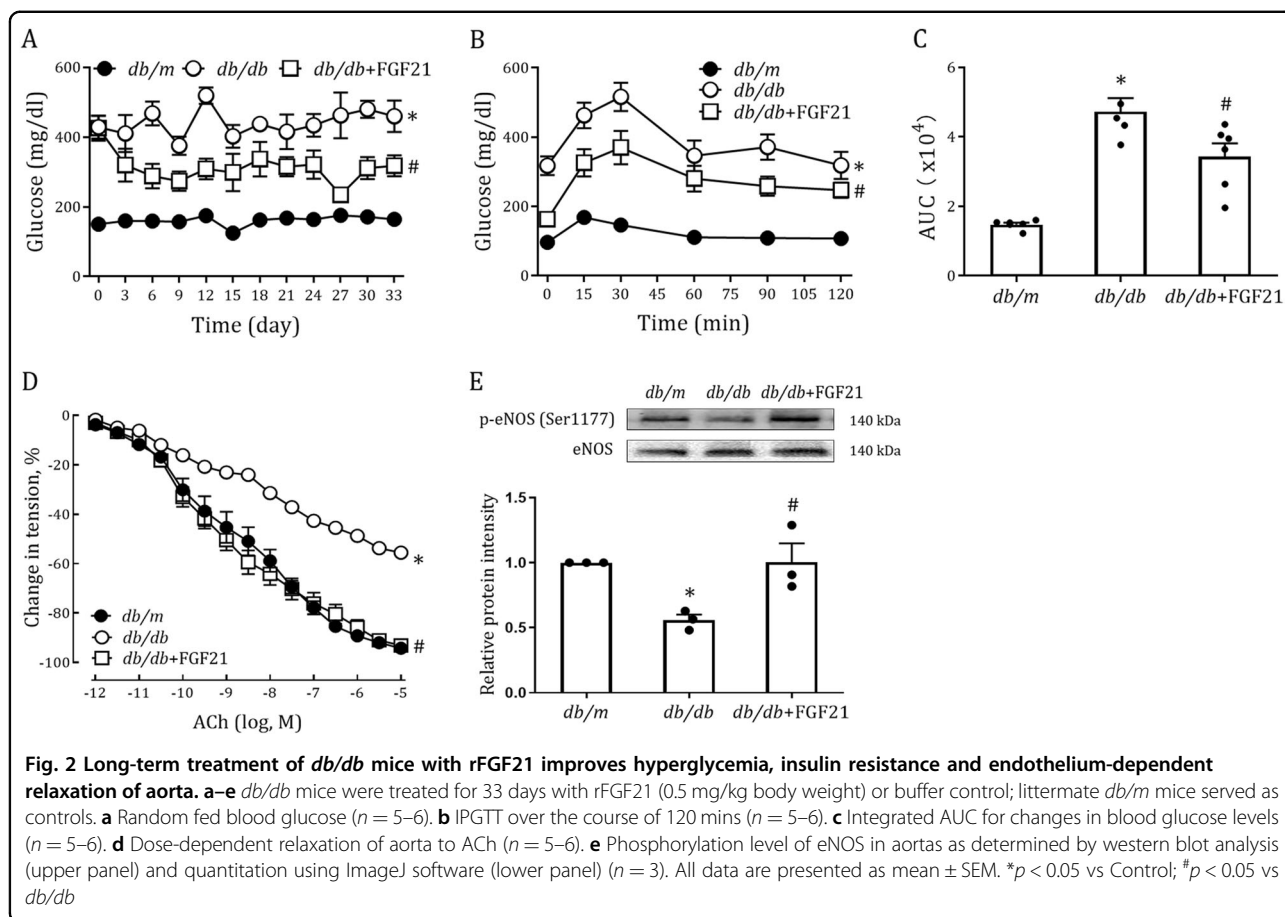 A
db/m db/db db/db+FGF21
600
400
200
0
Glucose (mg/dl)
*
#
0 3 6 9 12 15 18 21 24 27 30 33
Time (day)
B
db/m
db/db
db/db+FGF21
600
400
200
0
Glucose (mg/dl)
*
#
0 15 30 45 60 75 90 105 120
Time (min)
C
6
4
2
0
AUC (x10⁴)
*
#
db/m db/db db/db+FGF21
D
0
-20
-40
-60
-80
-100
Change in tension, %
*
#
db/m
db/db
db/db+FGF21
-12 -11 -10 -9 -8 -7 -6 -5
ACh (log, M)
E
db/m db/db db/db+FGF21
p-eNOS (Ser1177) 140 kDa
eNOS 140 kDa
1.5
1.0
0.5
0.0
Relative protein intensity
*
#
db/m db/db db/db+FGF21
Fig. 2 Long-term treatment of db/db mice with rFGF21 improves hyperglycemia, insulin resistance and endothelium-dependent
relaxation of aorta. a–e db/db mice were treated for 33 days with rFGF21 (0.5 mg/kg body weight) or buffer control; littermate db/m mice served as
controls. a Random fed blood glucose (n = 5–6). b IPGTT over the course of 120 mins (n = 5–6). c Integrated AUC for changes in blood glucose levels
(n = 5–6). d Dose-dependent relaxation of aorta to ACh (n = 5–6). e Phosphorylation level of eNOS in aortas as determined by western blot analysis
(upper panel) and quantitation using ImageJ software (lower panel) (n = 3). All data are presented as mean ± SEM. *p < 0.05 vs Control; #p < 0.05 vs
db/db